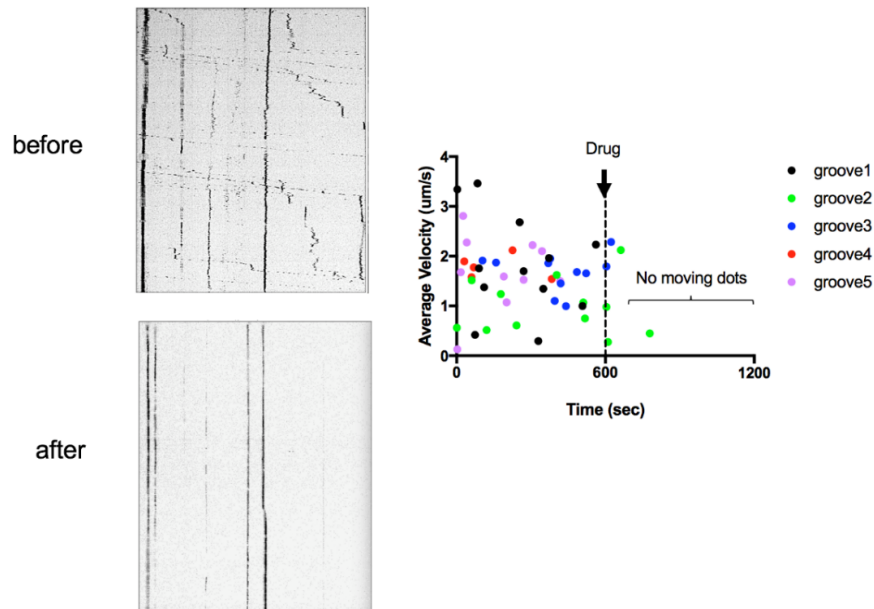 before
after
Drug
Average Velocity (um/s)
4
3
2
1
0
No moving dots
0
600
1200
Time (sec)
groove1
groove2
groove3
groove4
groove5